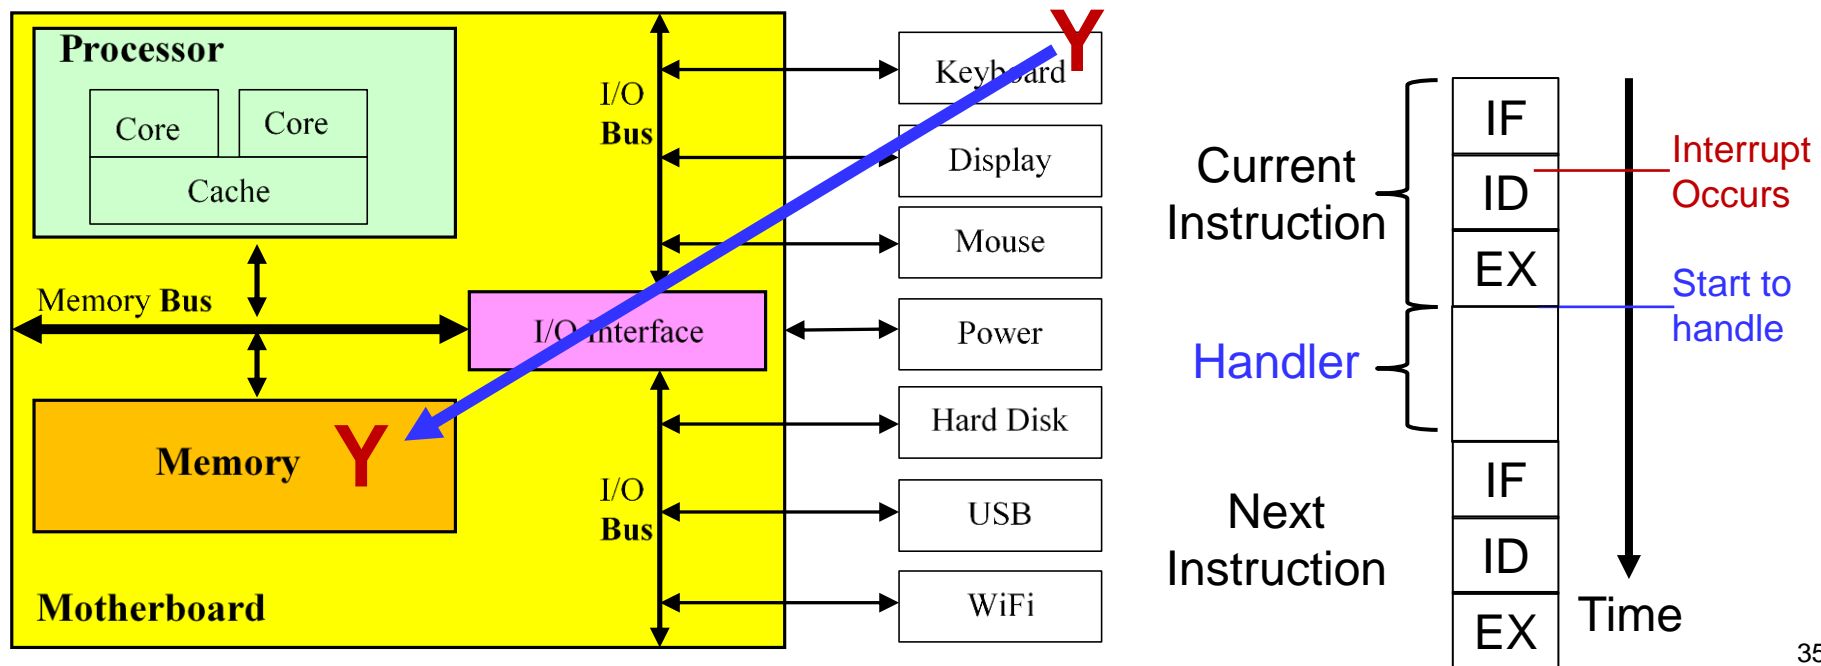 Processor
Core
Core
Cache
Memory Bus
I/O Interface
Memory
Y
Motherboard
I/O
Bus
I/O
Bus
Y
Keyboard
Display
Mouse
Power
Hard Disk
USB
WiFi
Current
Instruction
Handler
Next
Instruction
IF
ID
EX
IF
ID
EX
Interrupt
Occurs
Start to
handle
Time
35